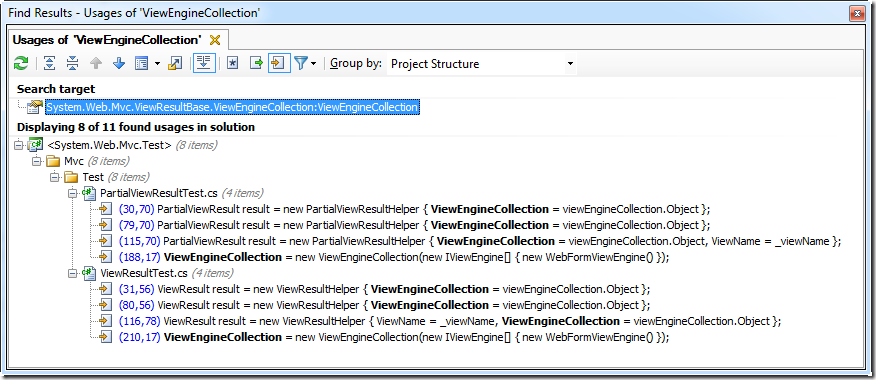 Find Results - Usages of 'ViewEngineCollection'
Usages of 'ViewEngineCollection'
Group by: Project Structure
Search target
System.Web.Mvc.ViewResultBase.ViewEngineCollection:ViewEngineCollection
Displaying 8 of 11 found usages in solution
<System.Web.Mvc.Test> (8 items)
Mvc (8 items)
Test (8 items)
PartialViewResultTest.cs (4 items)
(30,70) PartialViewResult result = new PartialViewResultHelper { ViewEngineCollection = viewEngineCollection.Object };
(79,70) PartialViewResult result = new PartialViewResultHelper { ViewEngineCollection = viewEngineCollection.Object };
(115,70) PartialViewResult result = new PartialViewResultHelper { ViewEngineCollection = viewEngineCollection.Object, ViewName = _viewName };
(188,17) ViewEngineCollection = new ViewEngineCollection(new IViewEngine[] { new WebFormViewEngine() });
ViewResultTest.cs (4 items)
(31,56) ViewResult result = new ViewResultHelper { ViewEngineCollection = viewEngineCollection.Object };
(80,56) ViewResult result = new ViewResultHelper { ViewEngineCollection = viewEngineCollection.Object };
(116,78) ViewResult result = new ViewResultHelper { ViewName = _viewName, ViewEngineCollection = viewEngineCollection.Object };
(210,17) ViewEngineCollection = new ViewEngineCollection(new IViewEngine[] { new WebFormViewEngine() });